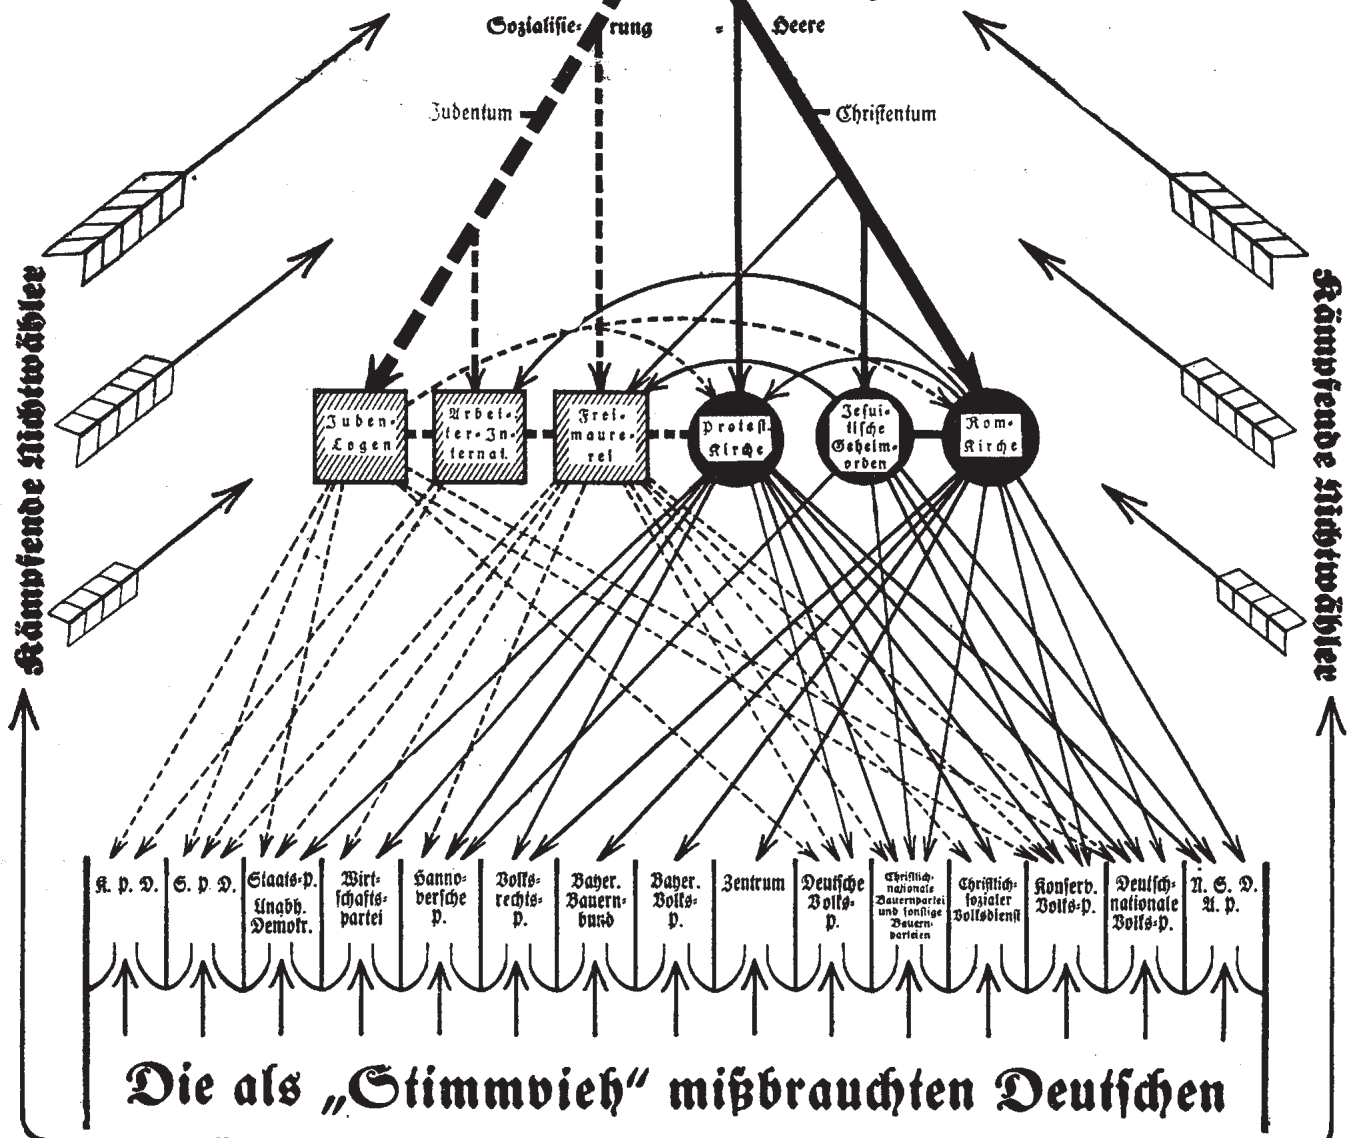 Sozialisie- rung - Heere
Judentum
Christentum
Kämpfende Nichtwähler
Kämpfende Nichtwähler
Juden-
Logen
Arbei-
ter-In-
ternat.
Frei-
maure-
rei
Protest.
Kirche
Jesui-
tische
Geheim-
orden
Rom-
Kirche
K. P. D.
S. P. D.
Staats-P.
Unabh.
Demokr.
Wirt-
schafts-
partei
Hanno-
versche
P.
Volks-
rechts-
P.
Bayer.
Bauern-
bund
Bayer.
Volks-
P.
Zentrum
Deutsche
Volks-
P.
Christlich-
nationale
Bauernpartei
und sonstige
Bauern-
parteien
Christlich-
sozialer
Volksdienst
Konserv.
Volks-P.
Deutsch-
nationale
Volks-P.
N. S. D.
A. P.
Die als „Stimmvieh“ mißbrauchten Deutschen